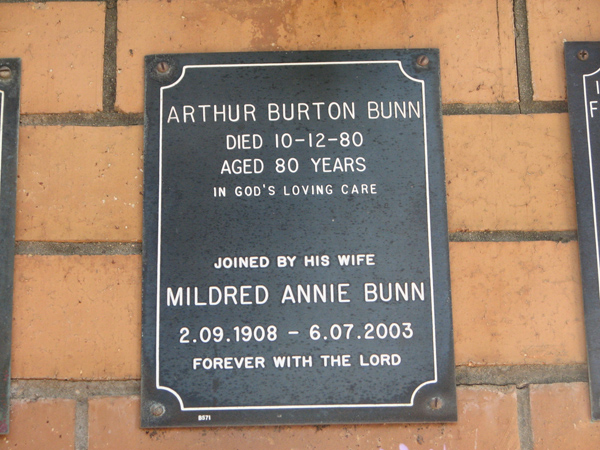 ARTHUR BURTON BUNN
DIED 10-12-80
AGED 80 YEARS
IN GOD'S LOVING CARE
JOINED BY HIS WIFE
MILDRED ANNIE BUNN
2.09.1908 - 6.07.2003
FOREVER WITH THE LORD
B571